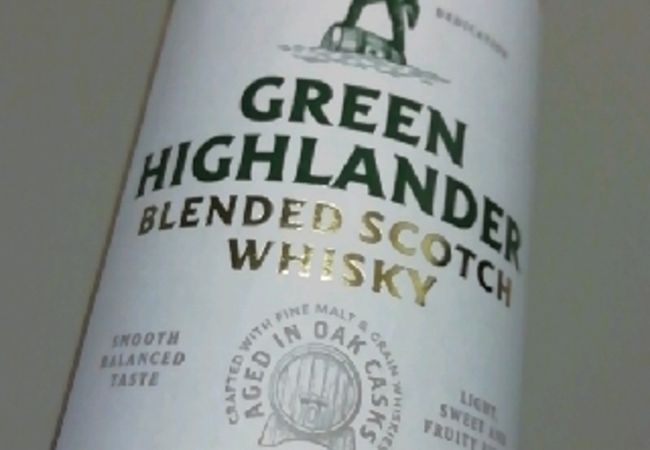 DEDICATION
GREEN
HIGHLANDER
BLENDED SCOTCH
WHISKY
CRAFTED WITH FINE MALT & GRAIN WHISKIES
AGED IN OAK CASKS
SMOOTH
BALANCED
TASTE
LIGHT,
SWEET AND
FRUITY